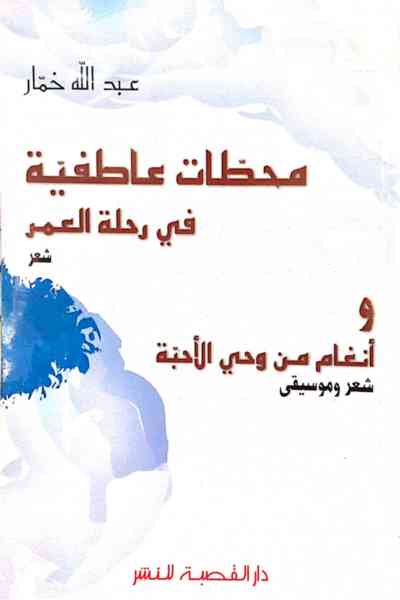 عبد الله خمّار
محطّات عاطفيّة
في رحلة العمر
شعر
و
أنغام من وحي الأحبّة
شعر وموسيقى
دار القصبة للنشر